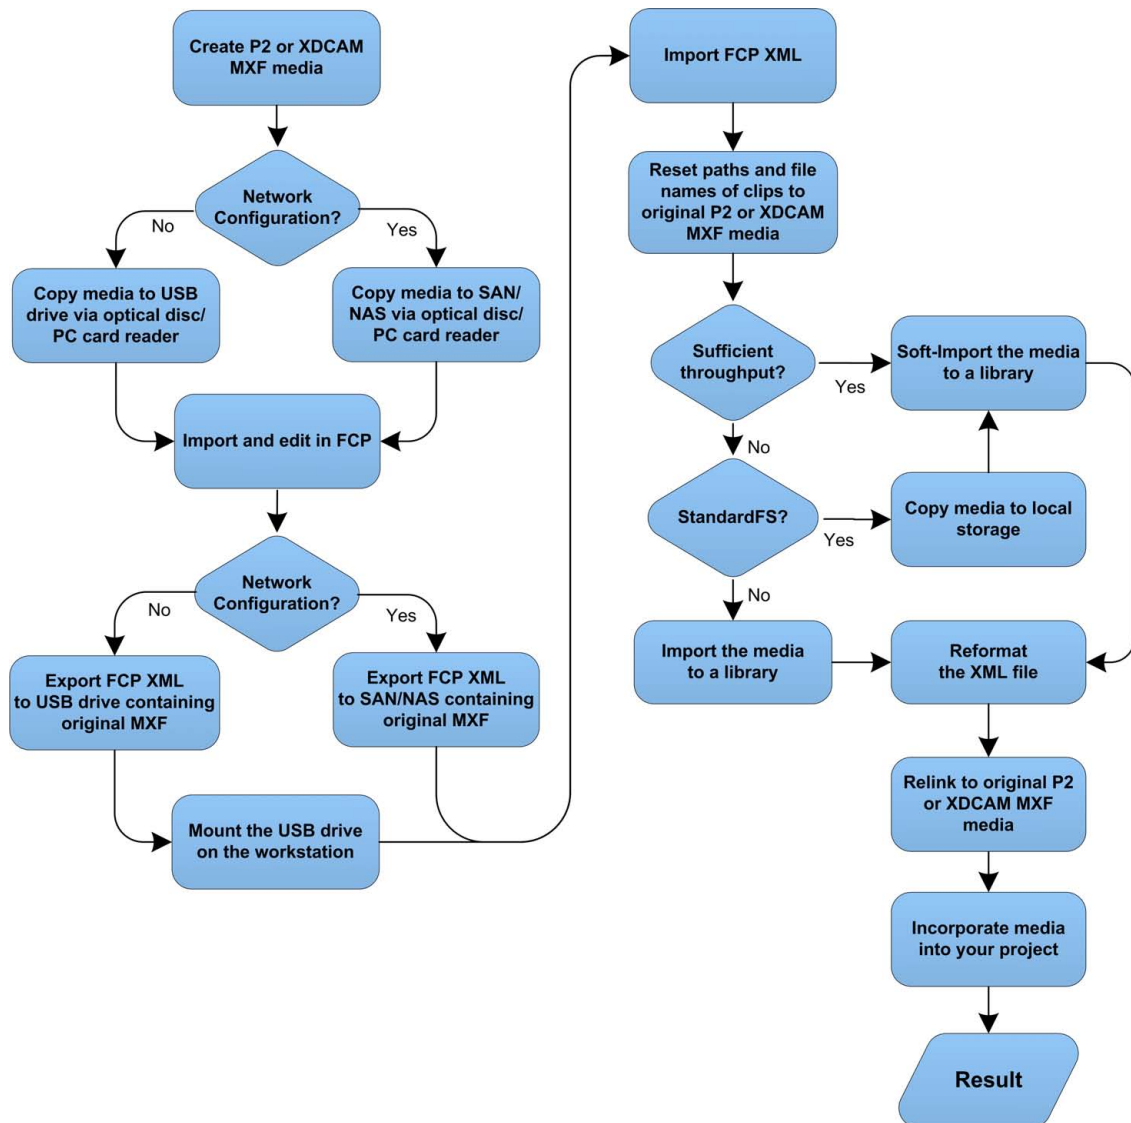 Create P2 or XDCAM
MXF media
Network
Configuration?
No
Yes
Copy media to USB
drive via optical disc/
PC card reader
Copy media to SAN/
NAS via optical disc/
PC card reader
Import and edit in FCP
Network
Configuration?
No
Yes
Export FCP XML
to USB drive containing
original MXF
Export FCP XML
to SAN/NAS containing
original MXF
Mount the USB drive
on the workstation
Import FCP XML
Reset paths and file
names of clips to
original P2 or XDCAM
MXF media
Sufficient
throughput?
Yes
Soft-Import the media
to a library
No
StandardFS?
Yes
Copy media to local
storage
No
Import the media
to a library
Reformat
the XML file
Relink to original P2
or XDCAM MXF
media
Incorporate media
into your project
Result